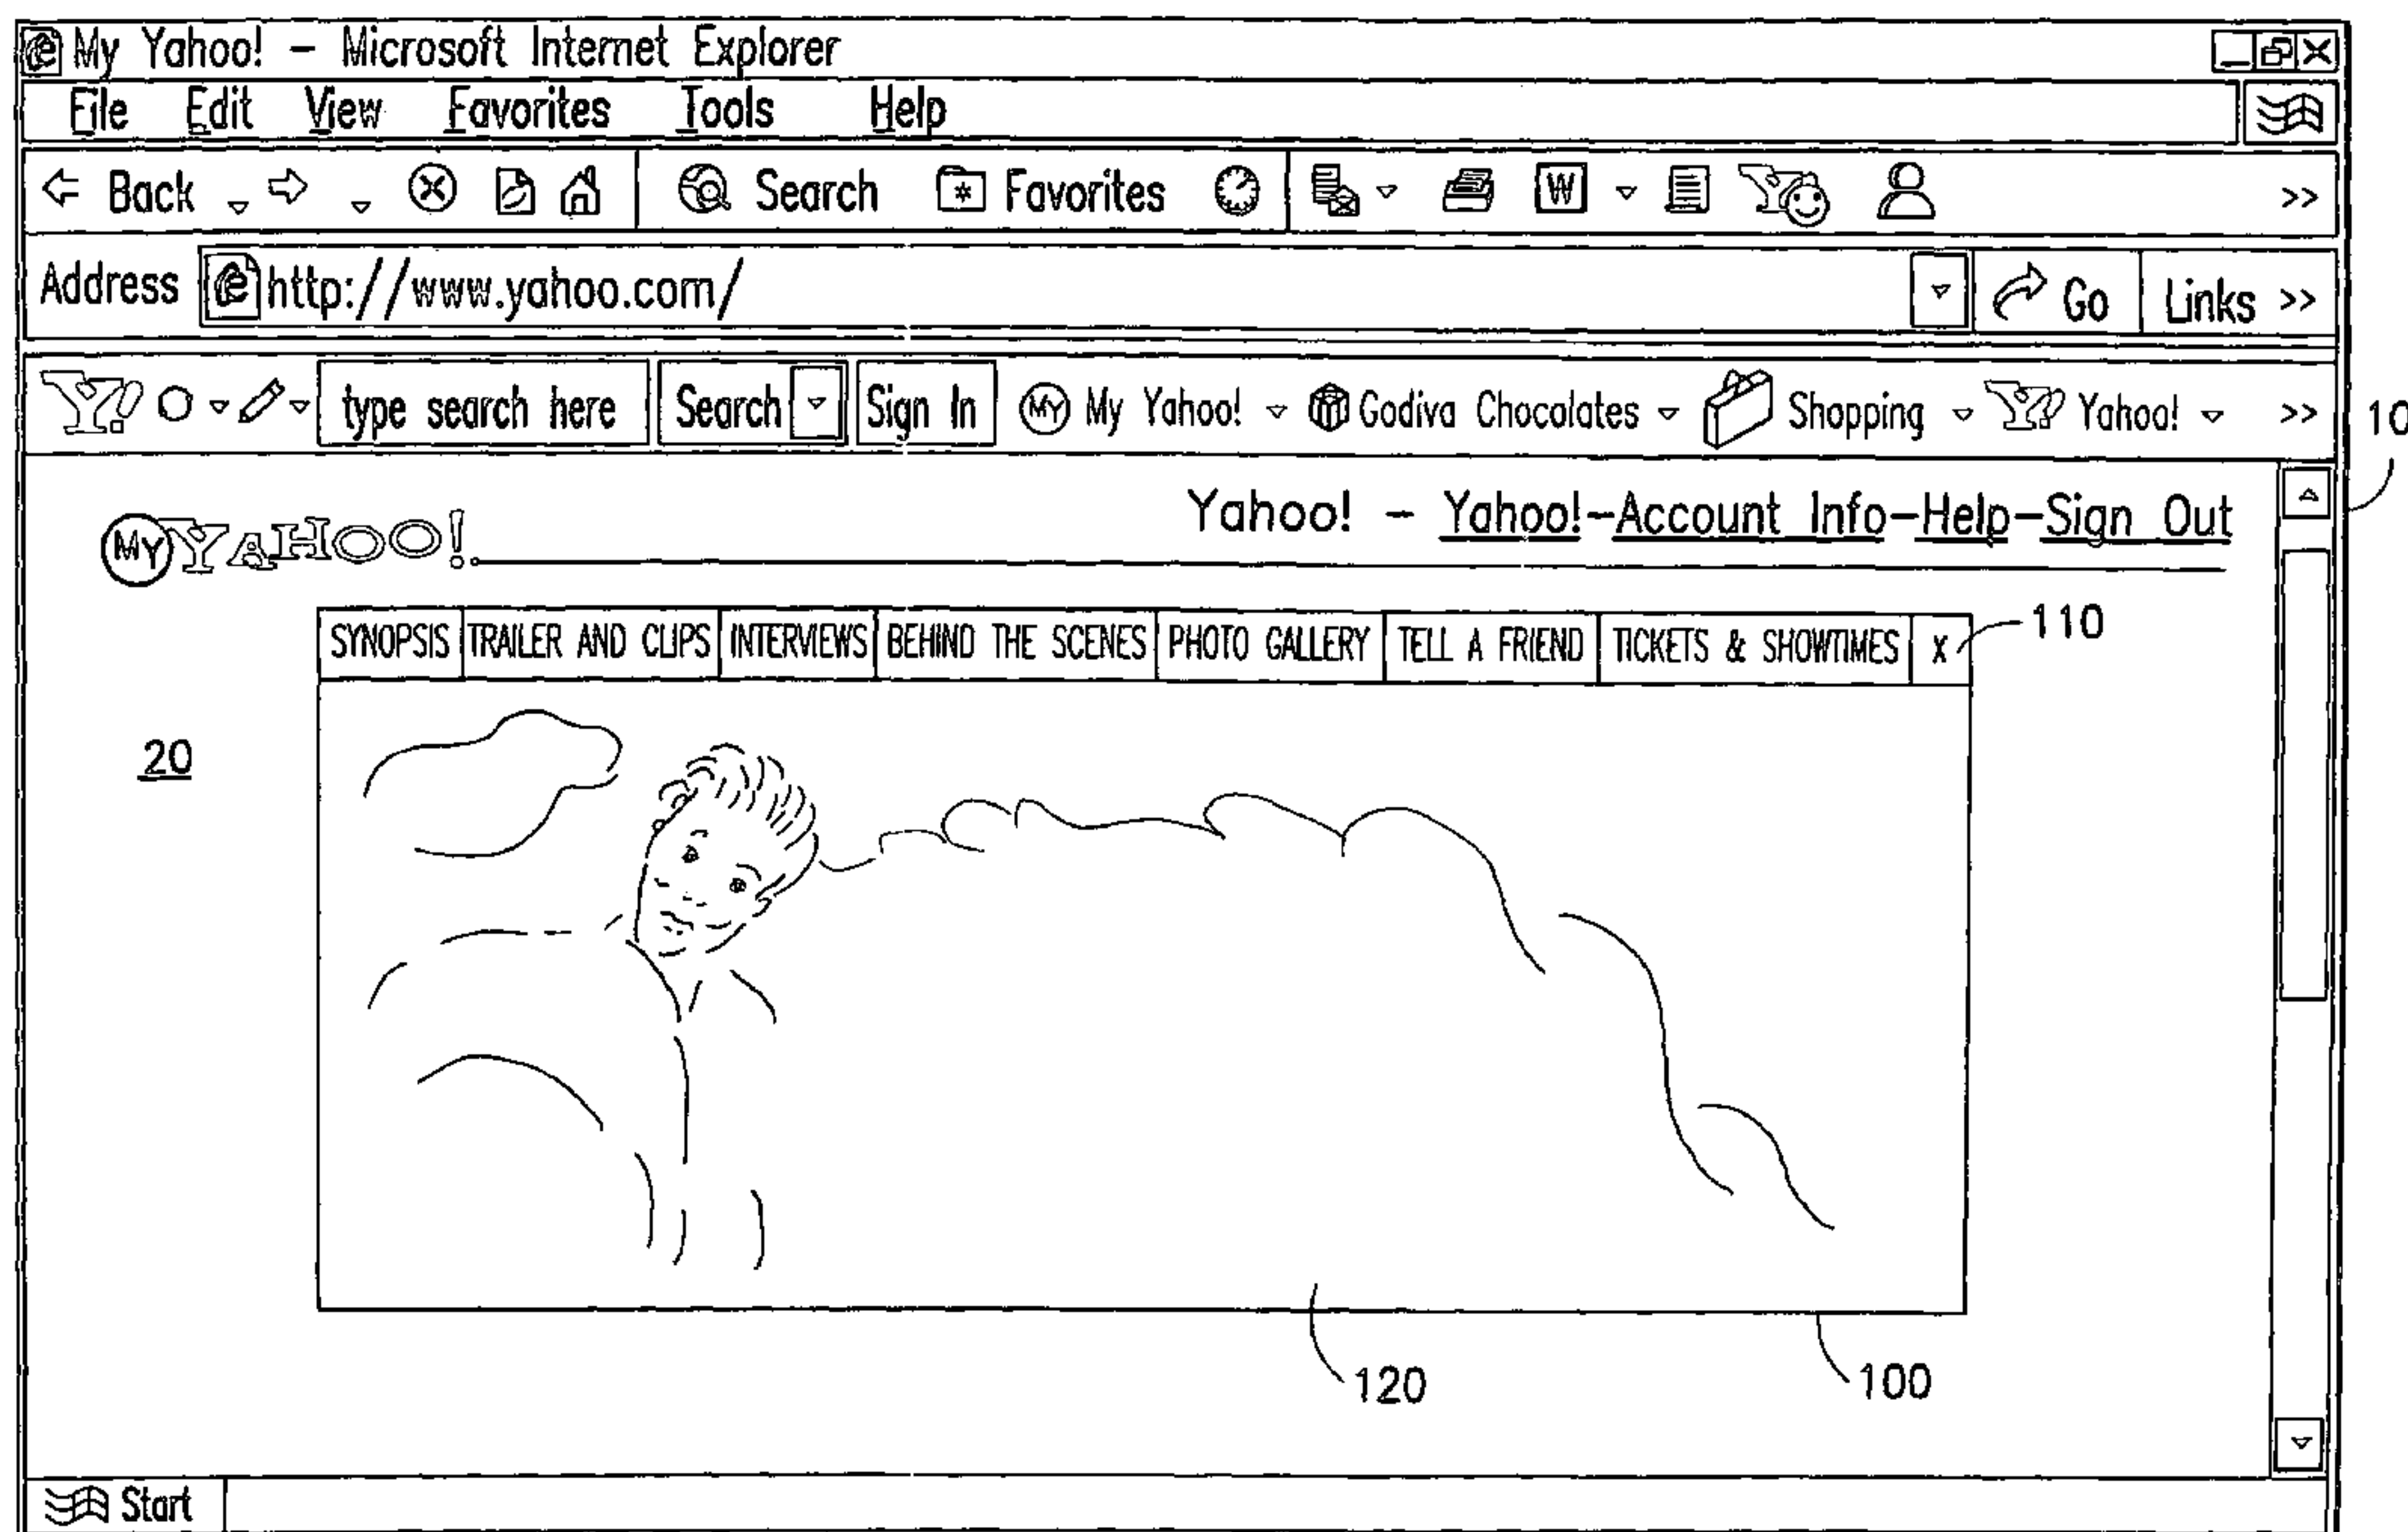 My Yahoo! – Microsoft Internet Explorer
File Edit View Favorites Tools Help
Back Search Favorites W Y >>
Address http://www.yahoo.com/ Go Links >>
Y! type search here Search Sign In MY My Yahoo! Godiva Chocolates Shopping Y! Yahoo! >>
10
Yahoo! – Yahoo!–Account Info–Help–Sign Out
MY YAHOO!
SYNOPSIS TRAILER AND CLIPS INTERVIEWS BEHIND THE SCENES PHOTO GALLERY TELL A FRIEND TICKETS & SHOWTIMES X 110
20
120 100
Start